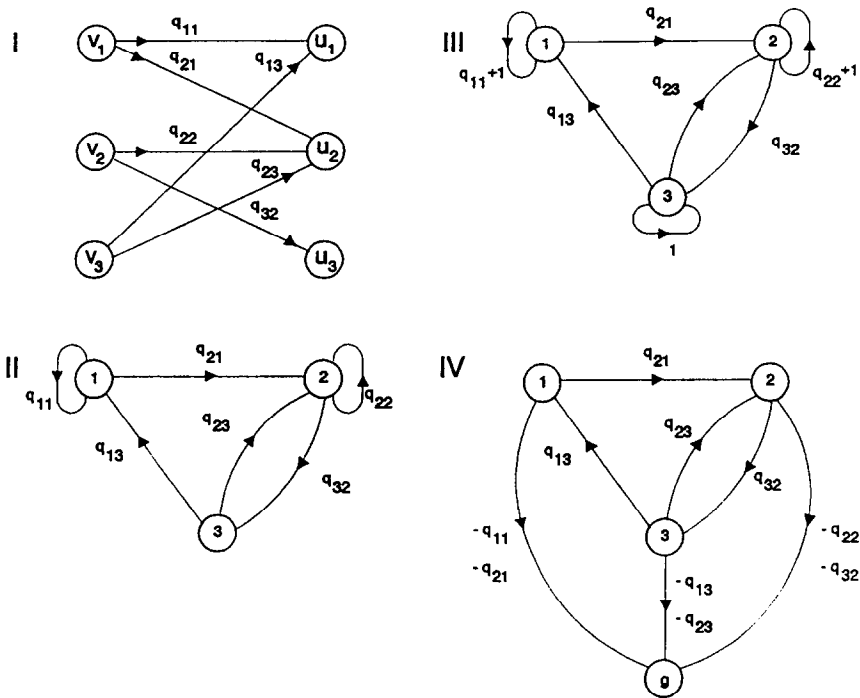 I
v₁
q₁₁
u₁
q₂₁
q₁₃
v₂
q₂₂
u₂
q₂₃
q₃₂
v₃
u₃
III
q₂₁
1
2
q₁₁+1
q₂₂+1
q₂₃
q₁₃
q₃₂
3
1
II
q₂₁
1
2
q₁₁
q₂₂
q₂₃
q₁₃
q₃₂
3
IV
q₂₁
1
2
q₂₃
q₁₃
q₃₂
3
-q₁₁
-q₂₂
-q₂₁
-q₃₂
-q₁₃
-q₂₃
g